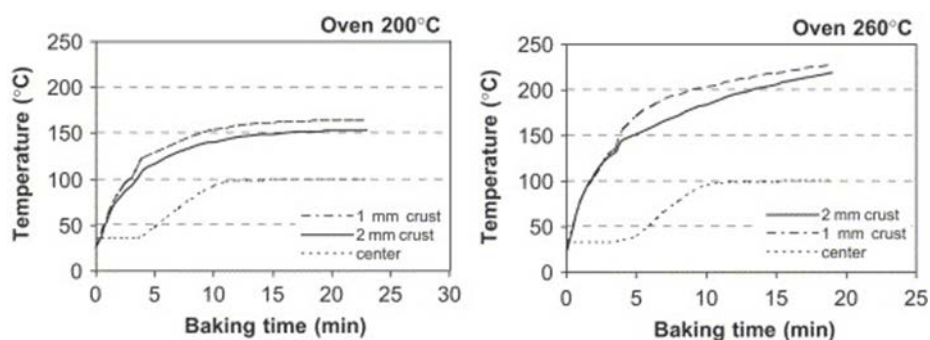 Oven 200°C
250
200
150
100
50
0
Temperature (°C)
1 mm crust
2 mm crust
center
0 5 10 15 20 25 30
Baking time (min)
Oven 260°C
250
200
150
100
50
0
Temperature (°C)
2 mm crust
1 mm crust
center
0 5 10 15 20 25
Baking time (min)